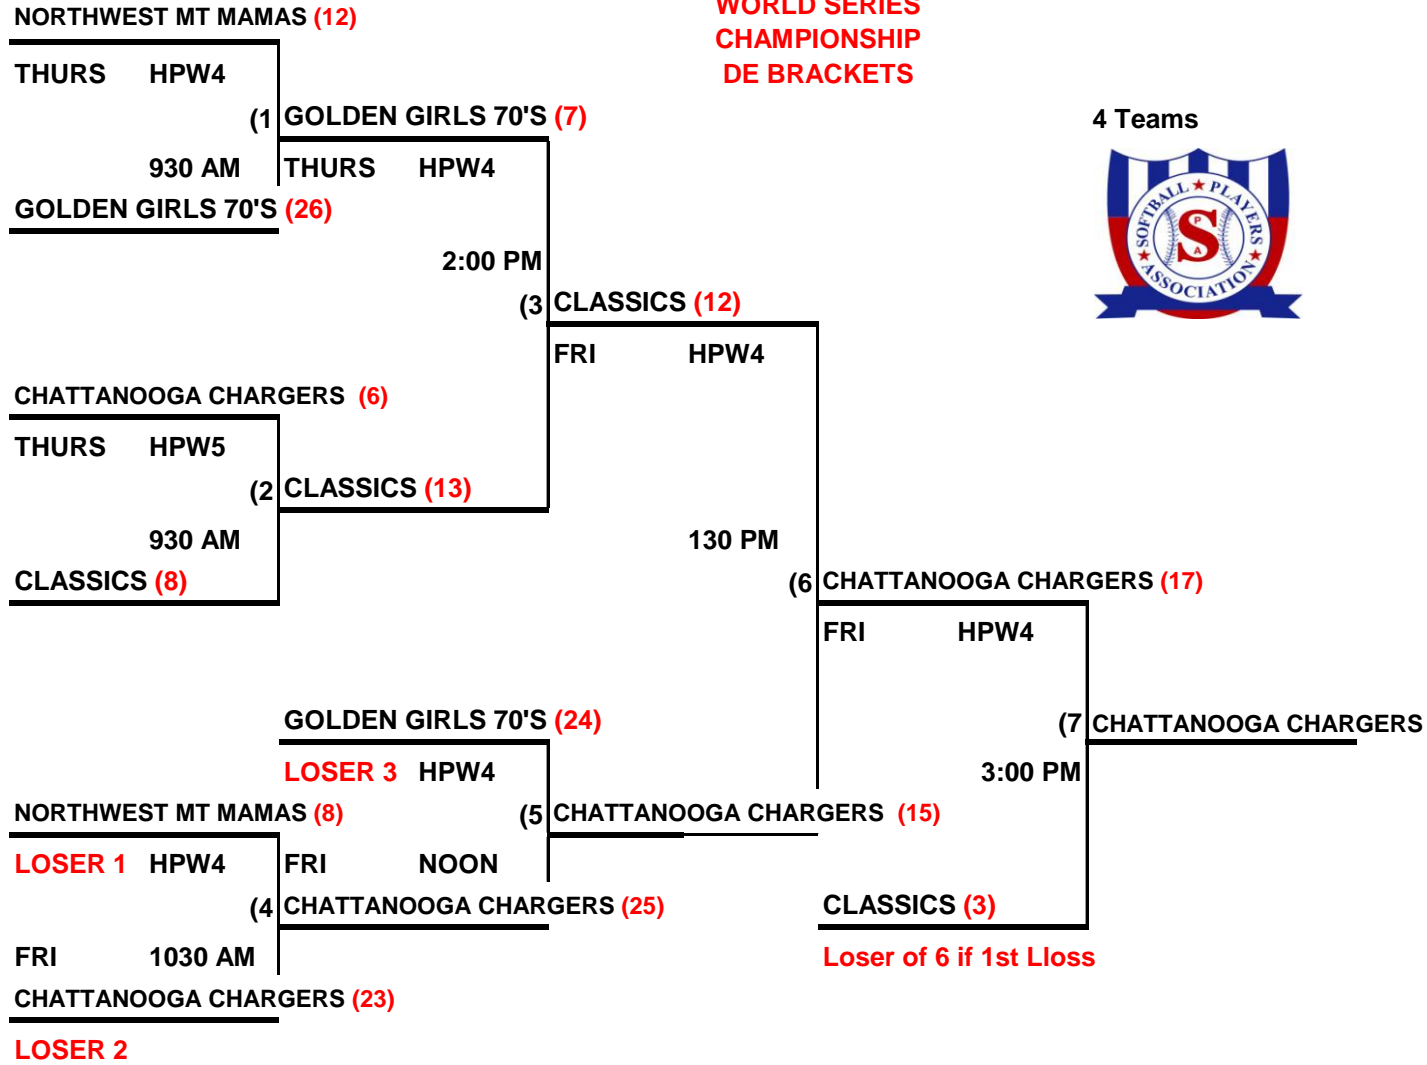 WORLD SERIES
CHAMPIONSHIP
DE BRACKETS
4 Teams
SOFTBALL ★ PLAYERS ★ ASSOCIATION ★
P
S
A
NORTHWEST MT MAMAS (12)
THURS HPW4
(1
930 AM
GOLDEN GIRLS 70'S (26)
GOLDEN GIRLS 70'S (7)
THURS HPW4
2:00 PM
(3
CLASSICS (12)
FRI HPW4
CHATTANOOGA CHARGERS (6)
THURS HPW5
(2
CLASSICS (13)
930 AM
CLASSICS (8)
130 PM
(6
CHATTANOOGA CHARGERS (17)
FRI HPW4
GOLDEN GIRLS 70'S (24)
LOSER 3 HPW4
(7
CHATTANOOGA CHARGERS
3:00 PM
NORTHWEST MT MAMAS (8)
(5
CHATTANOOGA CHARGERS (15)
LOSER 1 HPW4
FRI NOON
(4
CHATTANOOGA CHARGERS (25)
CLASSICS (3)
FRI 1030 AM
Loser of 6 if 1st Lloss
CHATTANOOGA CHARGERS (23)
LOSER 2